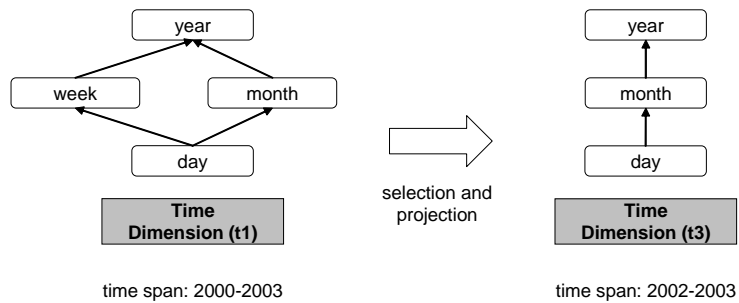 year
week
month
day
Time
Dimension (t1)
time span: 2000-2003
selection and
projection
year
month
day
Time
Dimension (t3)
time span: 2002-2003